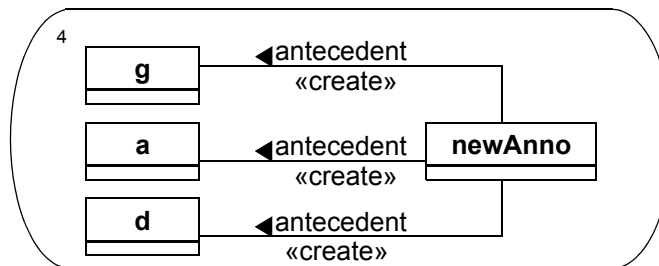 4
g
◀antecedent
«create»
a
◀antecedent
«create»
newAnno
d
◀antecedent
«create»